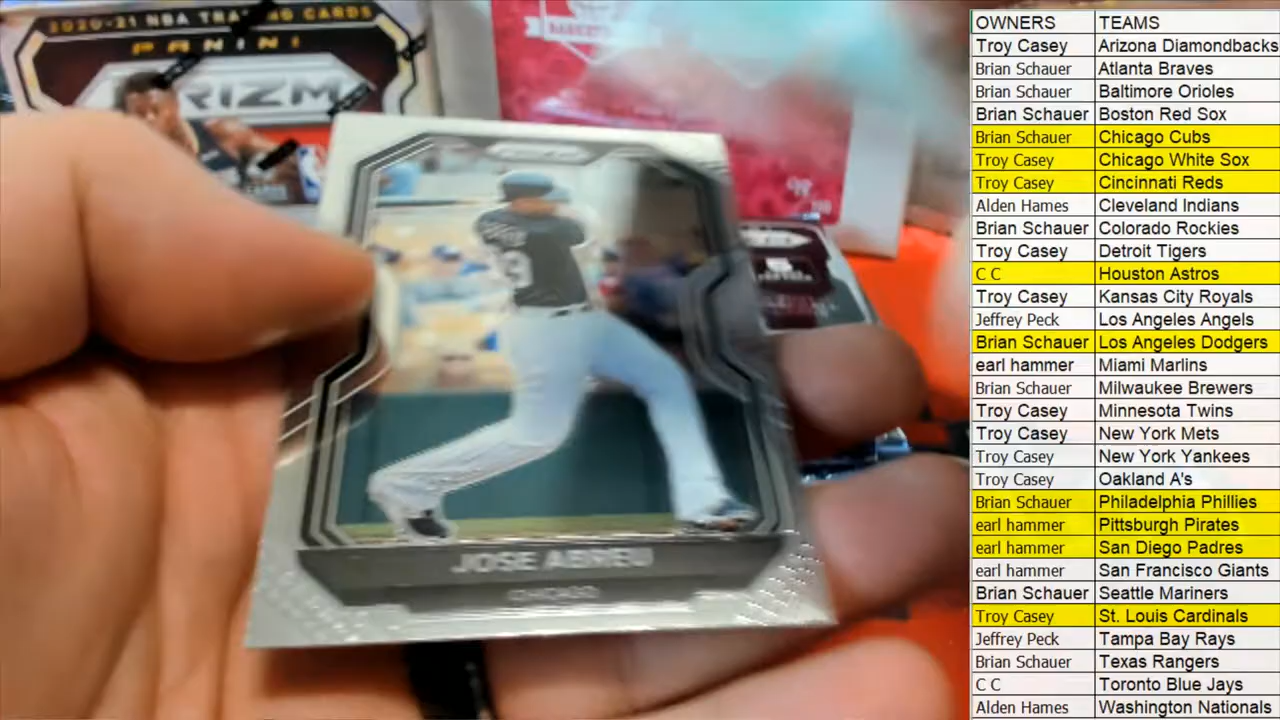 2020-21 NBA TRADING CARDS
PANINI
PRIZM
JOSE ABREU
CHICAGO
OWNERS TEAMS
Troy Casey Arizona Diamondbacks
Brian Schauer Atlanta Braves
Brian Schauer Baltimore Orioles
Brian Schauer Boston Red Sox
Brian Schauer Chicago Cubs
Troy Casey Chicago White Sox
Troy Casey Cincinnati Reds
Alden Hames Cleveland Indians
Brian Schauer Colorado Rockies
Troy Casey Detroit Tigers
C C Houston Astros
Troy Casey Kansas City Royals
Jeffrey Peck Los Angeles Angels
Brian Schauer Los Angeles Dodgers
earl hammer Miami Marlins
Brian Schauer Milwaukee Brewers
Troy Casey Minnesota Twins
Troy Casey New York Mets
Troy Casey New York Yankees
Troy Casey Oakland A's
Brian Schauer Philadelphia Phillies
earl hammer Pittsburgh Pirates
earl hammer San Diego Padres
earl hammer San Francisco Giants
Brian Schauer Seattle Mariners
Troy Casey St. Louis Cardinals
Jeffrey Peck Tampa Bay Rays
Brian Schauer Texas Rangers
C C Toronto Blue Jays
Alden Hames Washington Nationals